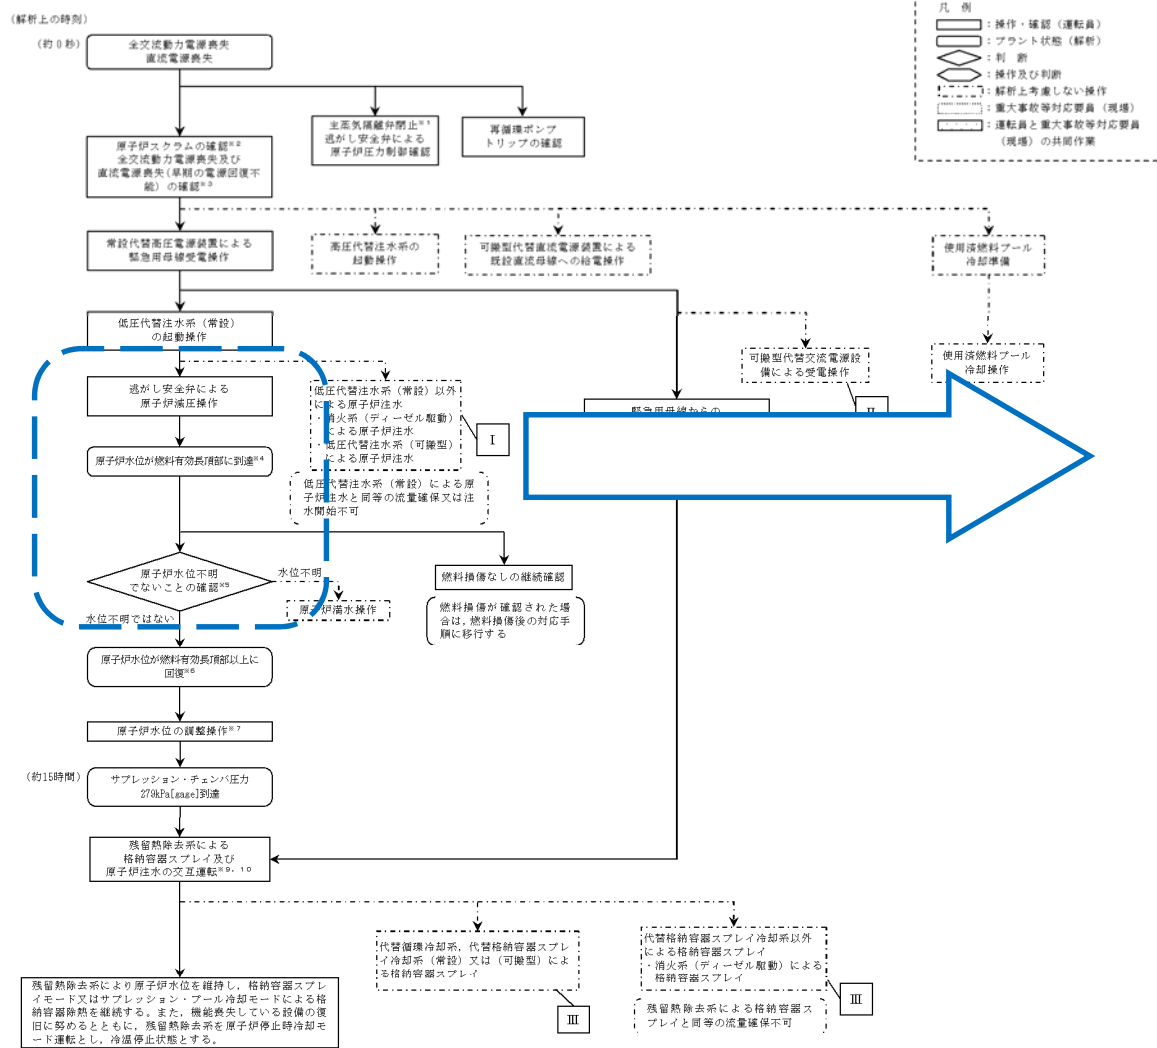 (解析上の時刻)
(約0秒)
全交流動力電源喪失
直流電源喪失
凡 例
：操作・確認（運転員）
：プラント状態（解析）
：判 断
：操作及び判断
：解析上考慮しない操作
：重大事故等対応要員（現場）
：運転員と重大事故等対応要員
（現場）の共同作業
主蒸気隔離弁閉止※1
逃がし安全弁による
原子炉圧力制御確認
再循環ポンプ
トリップの確認
原子炉スクラムの確認※2
全交流動力電源喪失及び
直流電源喪失(早期の電源回復不
能）の確認※3
常設代替高圧電源装置による
緊急用母線受電操作
高圧代替注水系の
起動操作
可搬型代替直流電源装置による
既設直流母線への給電操作
使用済燃料プール
冷却準備
低圧代替注水系（常設）
の起動操作
可搬型代替交流電源設
備による受電操作
使用済燃料プール
冷却操作
逃がし安全弁による
原子炉減圧操作
低圧代替注水系（常設）以外
による原子炉注水
・消火系（ディーゼル駆動）
による原子炉注水
・低圧代替注水系（可搬型）
による原子炉注水
Ⅰ
緊急用母線からの
Ⅱ
原子炉水位が燃料有効長頂部に到達※4
低圧代替注水系（常設）による原
子炉注水と同等の流量確保又は注
水開始不可
原子炉水位不明
でないことの確認※5
水位不明
原子炉満水操作
水位不明ではない
燃料損傷なしの継続確認
燃料損傷が確認された場
合は，燃料損傷後の対応手
順に移行する
原子炉水位が燃料有効長頂部以上に
回復※6
原子炉水位の調整操作※7
(約15時間)
サプレッション・チェンバ圧力
279kPa[gage]到達
残留熱除去系による
格納容器スプレイ及び
原子炉注水の交互運転※9，10
代替循環冷却系，代替格納容器スプレ
イ冷却系（常設）又は（可搬型）によ
る格納容器スプレイ
Ⅲ
代替格納容器スプレイ冷却系以外
による格納容器スプレイ
・消火系（ディーゼル駆動）による
格納容器スプレイ
Ⅲ
残留熱除去系による格納容器ス
プレイと同等の流量確保不可
残留熱除去系により原子炉水位を維持し，格納容器スプレ
イモード又はサプレッション・プール冷却モードによる格
納容器除熱を継続する。また，機能喪失している設備の復
旧に努めるとともに，残留熱除去系を原子炉停止時冷却モ
ード運転とし，冷温停止状態とする。